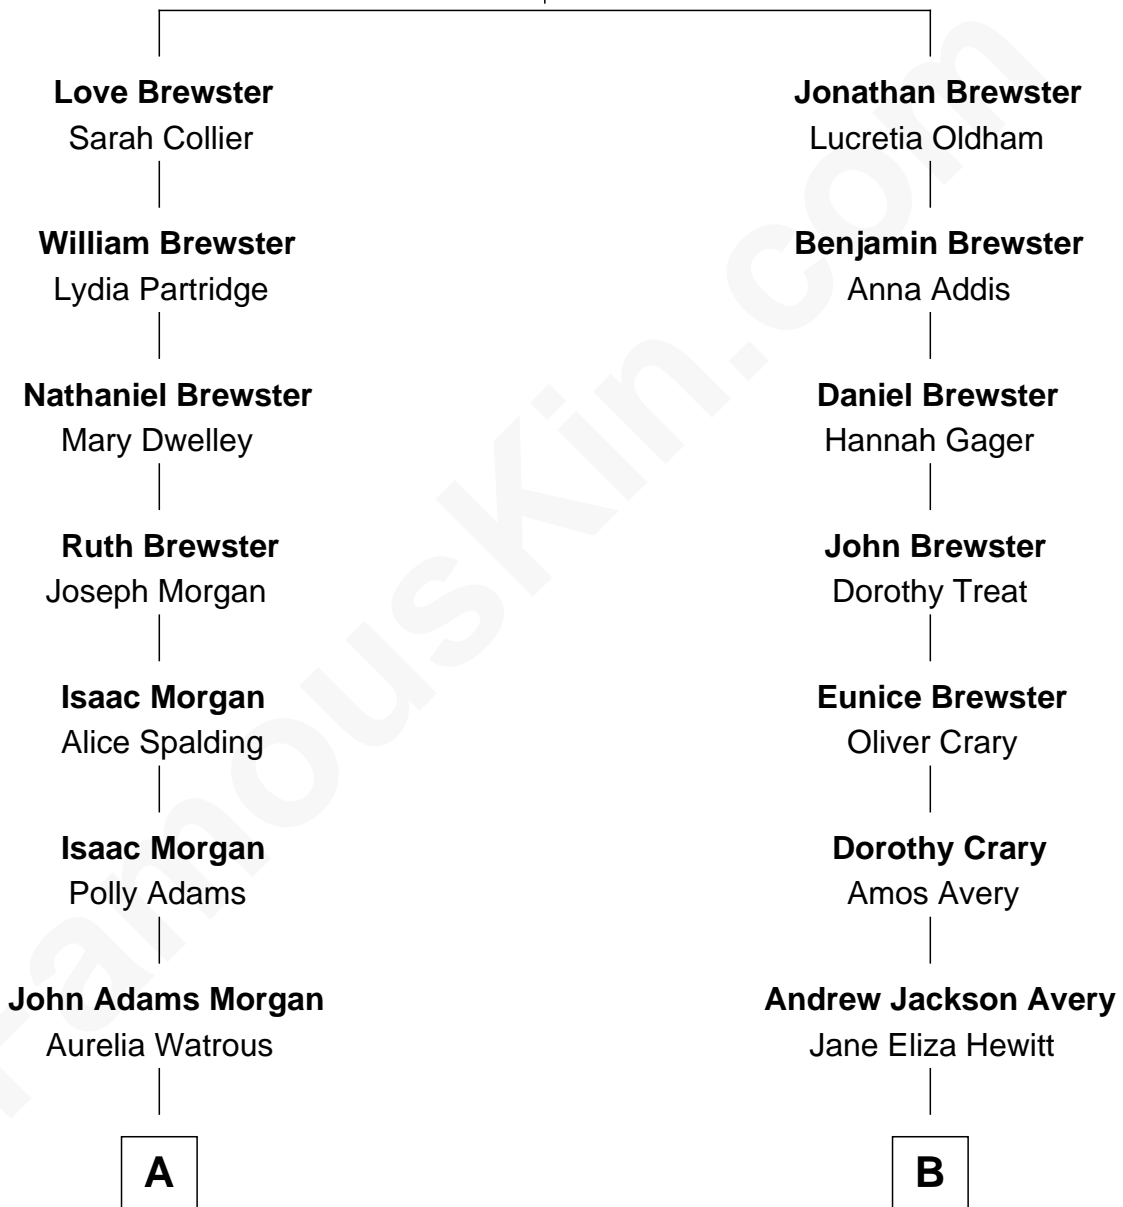 Love Brewster
Sarah Collier
William Brewster
Lydia Partridge
Nathaniel Brewster
Mary Dwelley
Ruth Brewster
Joseph Morgan
Isaac Morgan
Alice Spalding
Isaac Morgan
Polly Adams
John Adams Morgan
Aurelia Watrous
A
Jonathan Brewster
Lucretia Oldham
Benjamin Brewster
Anna Addis
Daniel Brewster
Hannah Gager
John Brewster
Dorothy Treat
Eunice Brewster
Oliver Crary
Dorothy Crary
Amos Avery
Andrew Jackson Avery
Jane Eliza Hewitt
B
FamousKin.com